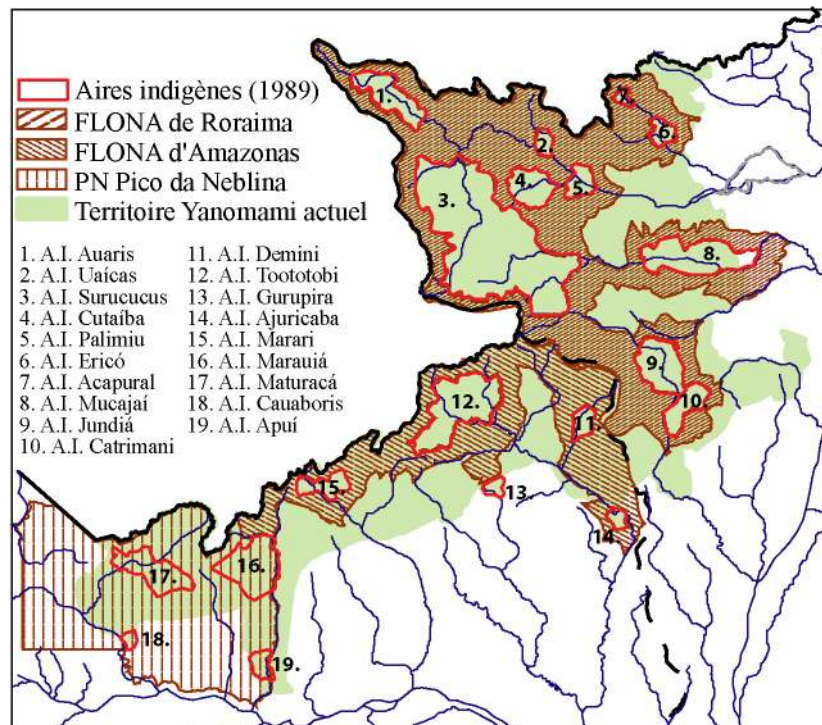 Aires indigènes (1989)
FLONA de Roraima
FLONA d'Amazonas
PN Pico da Neblina
Territoire Yanomami actuel
1. A.I. Auaris
2. A.I. Uaícas
3. A.I. Surucucus
4. A.I. Cutaíba
5. A.I. Palimiu
6. A.I. Ericó
7. A.I. Acapural
8. A.I. Mucajaí
9. A.I. Jundiá
10. A.I. Catrimani
11. A.I. Demini
12. A.I. Toototobi
13. A.I. Gurupira
14. A.I. Ajuricaba
15. A.I. Marari
16. A.I. Marauiá
17. A.I. Maturacá
18. A.I. Cauaboris
19. A.I. Apuí
1.
7.
2.
6.
4.
5.
3.
8.
9.
10.
12.
11.
15.
13.
14.
16.
17.
18.
19.